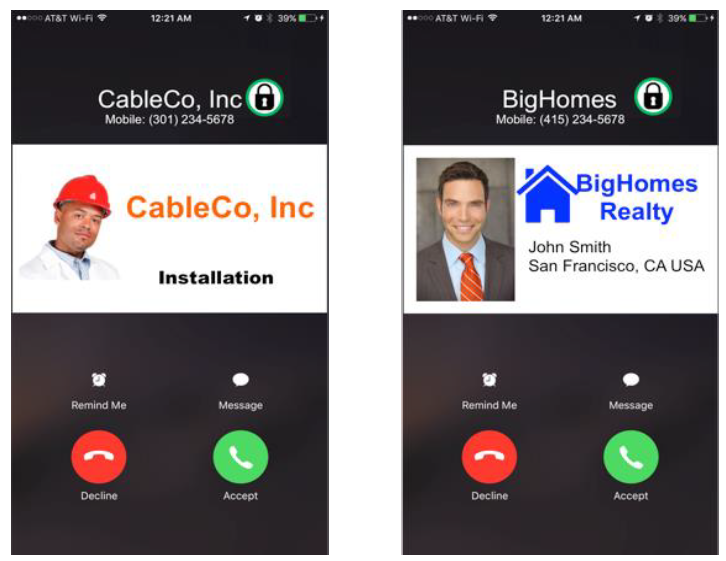 AT&T Wi-Fi 12:21 AM 39%
CableCo, Inc
Mobile: (301) 234-5678
CableCo, Inc
Installation
Remind Me Message
Decline Accept
AT&T Wi-Fi 12:21 AM 39%
BigHomes
Mobile: (415) 234-5678
BigHomes
Realty
John Smith
San Francisco, CA USA
Remind Me Message
Decline Accept